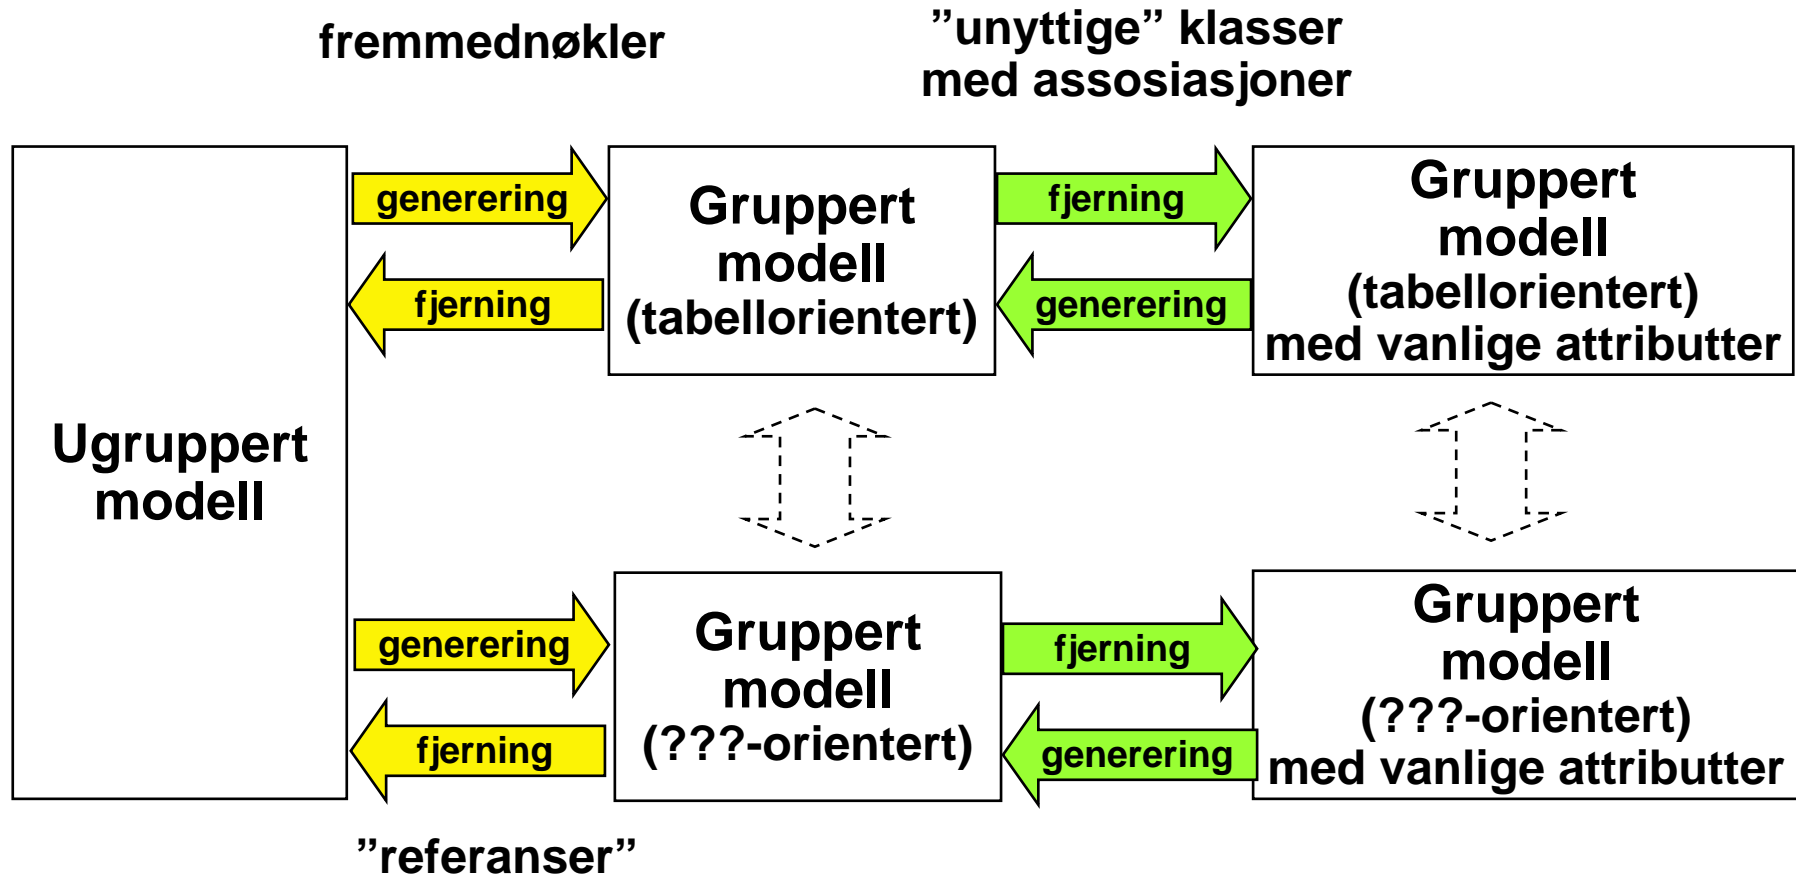 fremmednøkler
”unyttige” klasser
med assosiasjoner
Ugruppert
modell
generering
fjerning
Gruppert
modell
(tabellorientert)
fjerning
generering
Gruppert
modell
(tabellorientert)
med vanlige attributter
generering
fjerning
Gruppert
modell
(???-orientert)
fjerning
generering
Gruppert
modell
(???-orientert)
med vanlige attributter
”referanser”